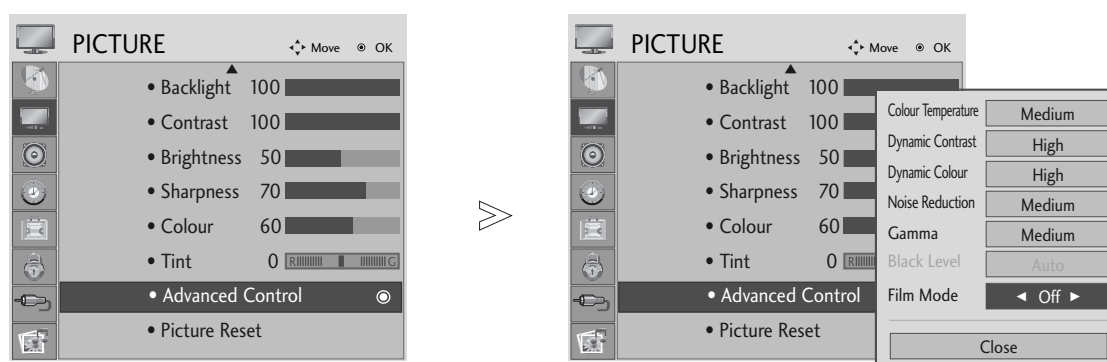 PICTURE Move OK
• Backlight 100
• Contrast 100
• Brightness 50
• Sharpness 70
• Colour 60
• Tint 0 R G
• Advanced Control
• Picture Reset
PICTURE Move OK
• Backlight 100
• Contrast 100
• Brightness 50
• Sharpness 70
• Colour 60
• Tint 0 R
• Advanced Control
• Picture Reset
Colour Temperature Medium
Dynamic Contrast High
Dynamic Colour High
Noise Reduction Medium
Gamma Medium
Black Level Auto
Film Mode ◄ Off ►
Close